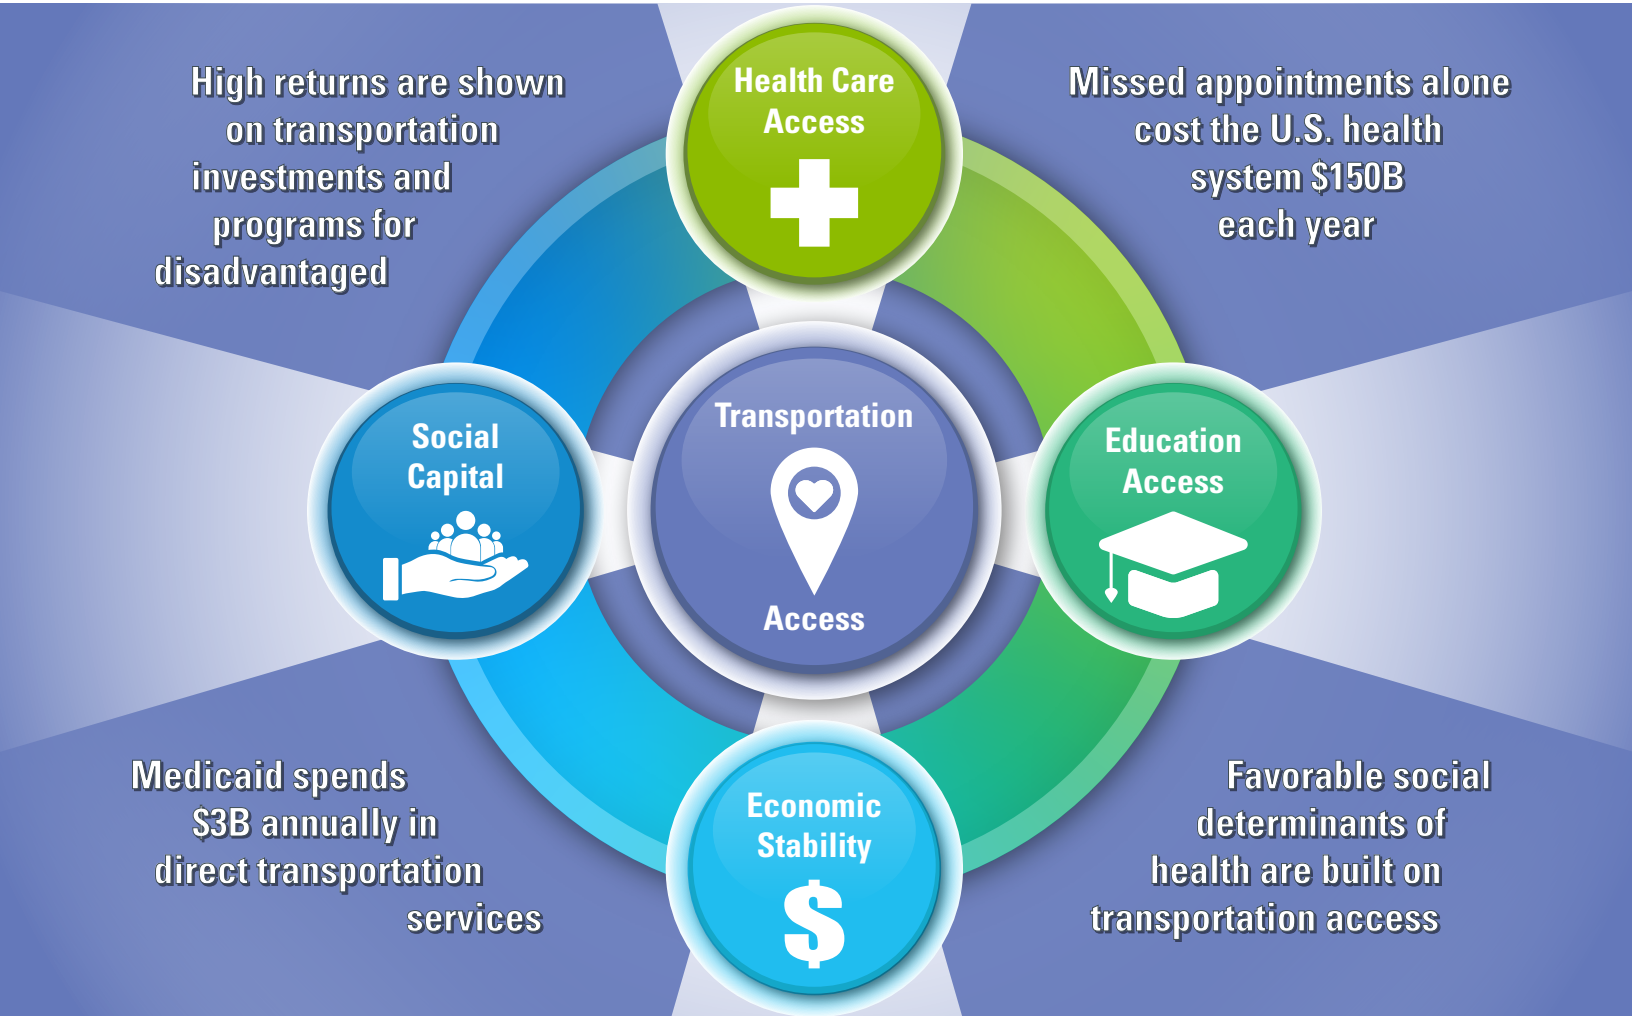 High returns are shown
on transportation
investments and
programs for
disadvantaged
Health Care
Access
Missed appointments alone
cost the U.S. health
system $150B
each year
Social
Capital
Transportation
Access
Education
Access
Medicaid spends
$3B annually in
direct transportation
services
Economic
Stability
$
Favorable social
determinants of
health are built on
transportation access